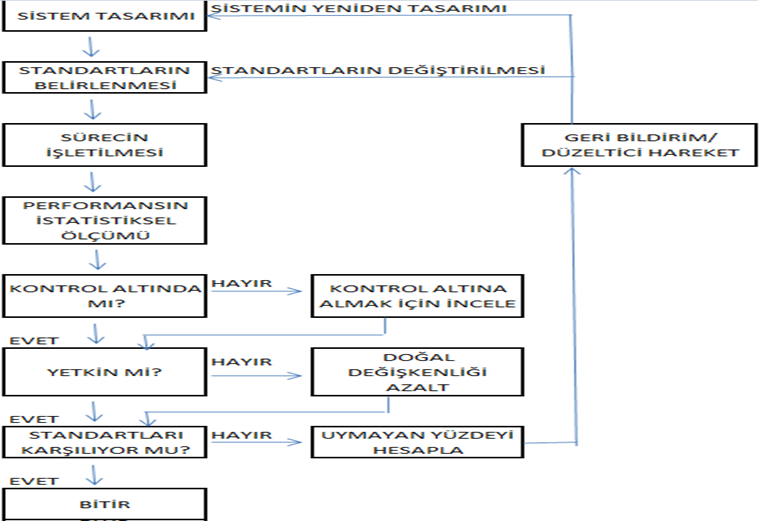 SİSTEM TASARIMI
SİSTEMİN YENİDEN TASARIMI
STANDARTLARIN
BELİRLENMESİ
STANDARTLARIN DEĞİŞTİRİLMESİ
SÜRECİN
İŞLETİLMESİ
GERİ BİLDİRİM/
DÜZELTİCİ HAREKET
PERFORMANSIN
İSTATİSTİKSEL
ÖLÇÜMÜ
KONTROL ALTINDA
MI?
HAYIR
KONTROL ALTINA
ALMAK İÇİN İNCELE
EVET
YETKİN Mİ?
HAYIR
DOĞAL
DEĞİŞKENLİĞİ
AZALT
EVET
STANDARTLARI
KARŞILIYOR MU?
HAYIR
UYMAYAN YÜZDEYİ
HESAPLA
EVET
BİTİR